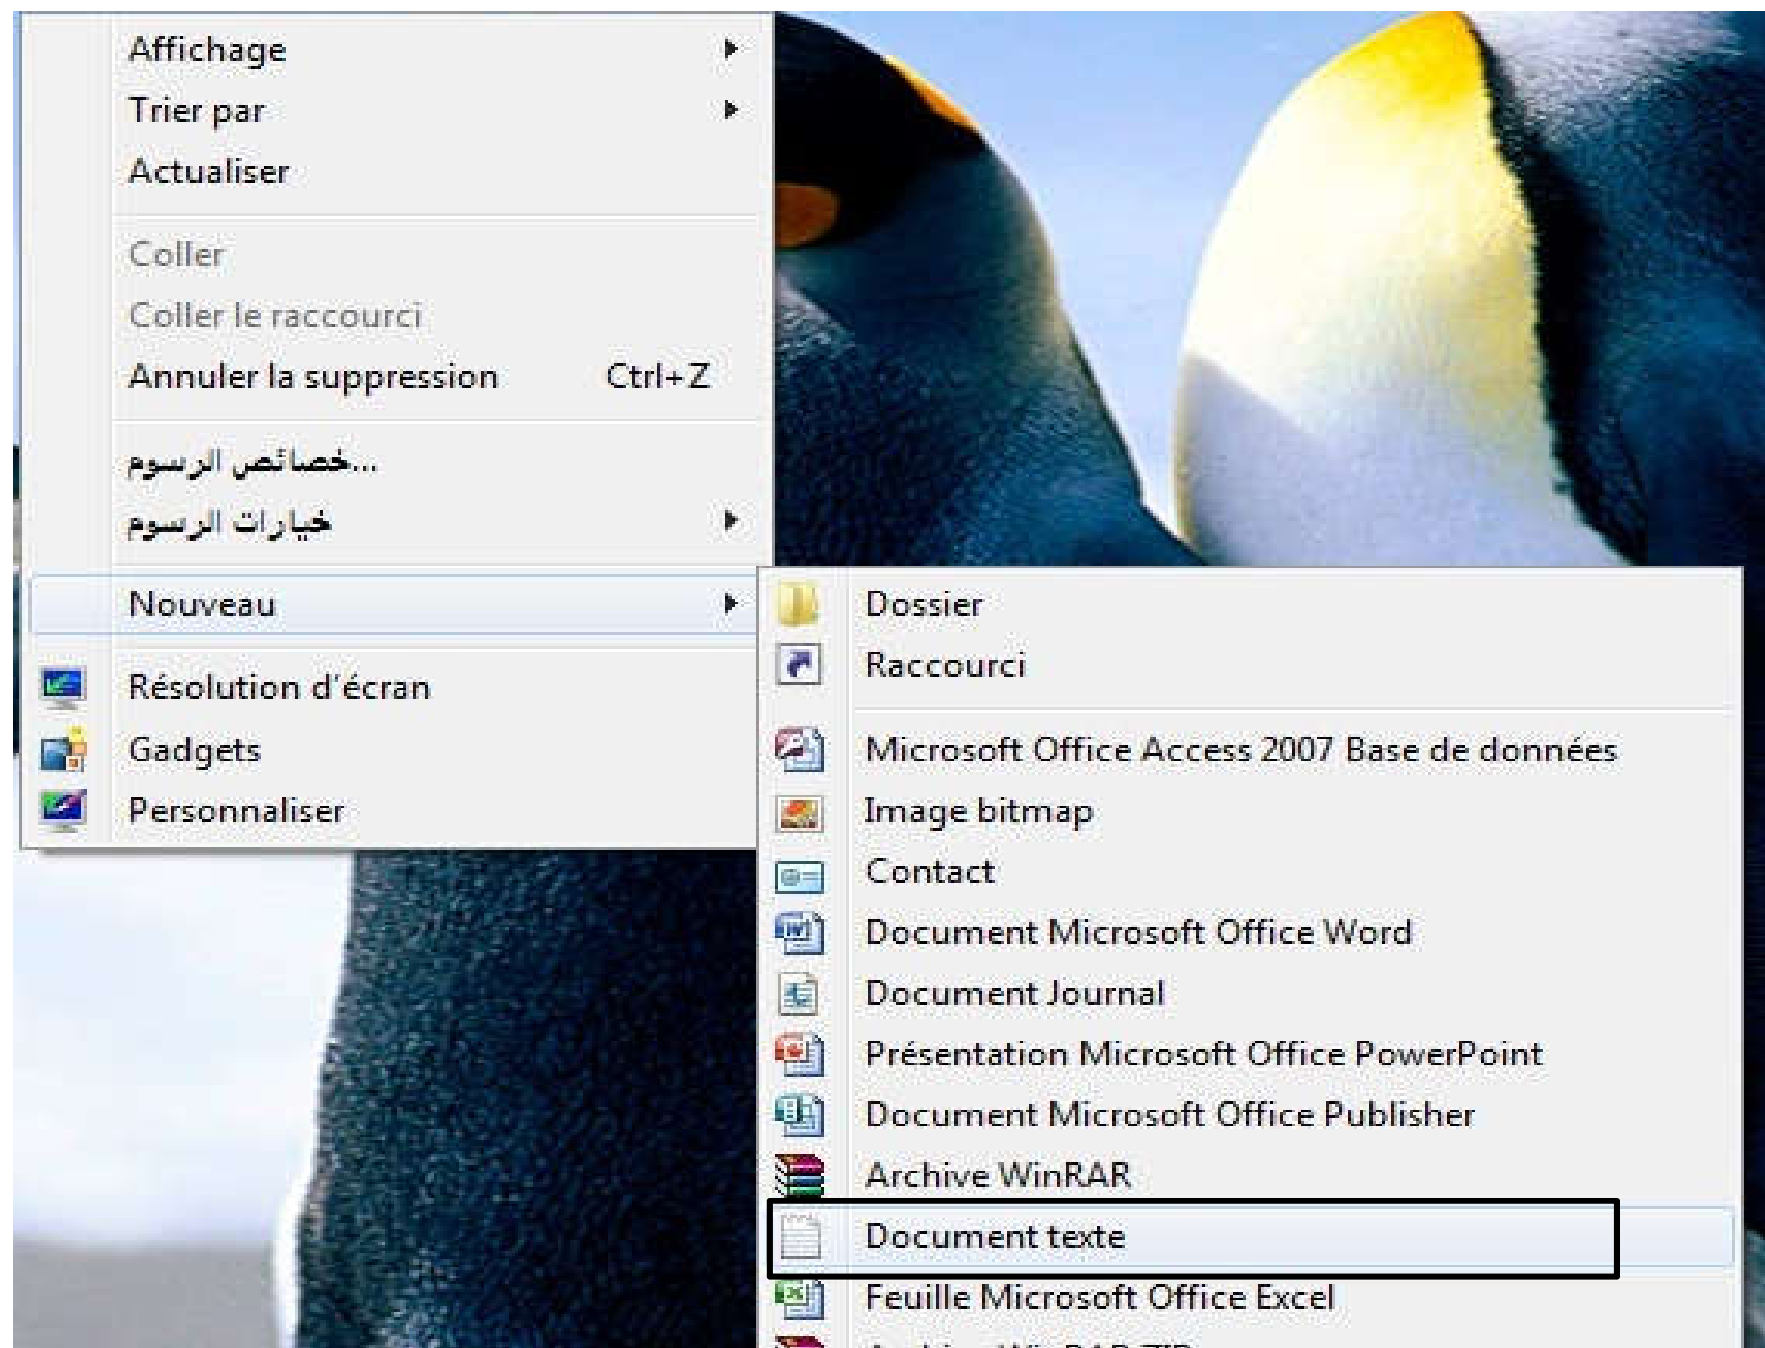 Affichage
Trier par
Actualiser
Coller
Coller le raccourci
Annuler la suppression Ctrl+Z
خصائص الرسوم...
خيارات الرسوم
Nouveau
Résolution d'écran
Gadgets
Personnaliser
Dossier
Raccourci
Microsoft Office Access 2007 Base de données
Image bitmap
Contact
Document Microsoft Office Word
Document Journal
Présentation Microsoft Office PowerPoint
Document Microsoft Office Publisher
Archive WinRAR
Document texte
Feuille Microsoft Office Excel